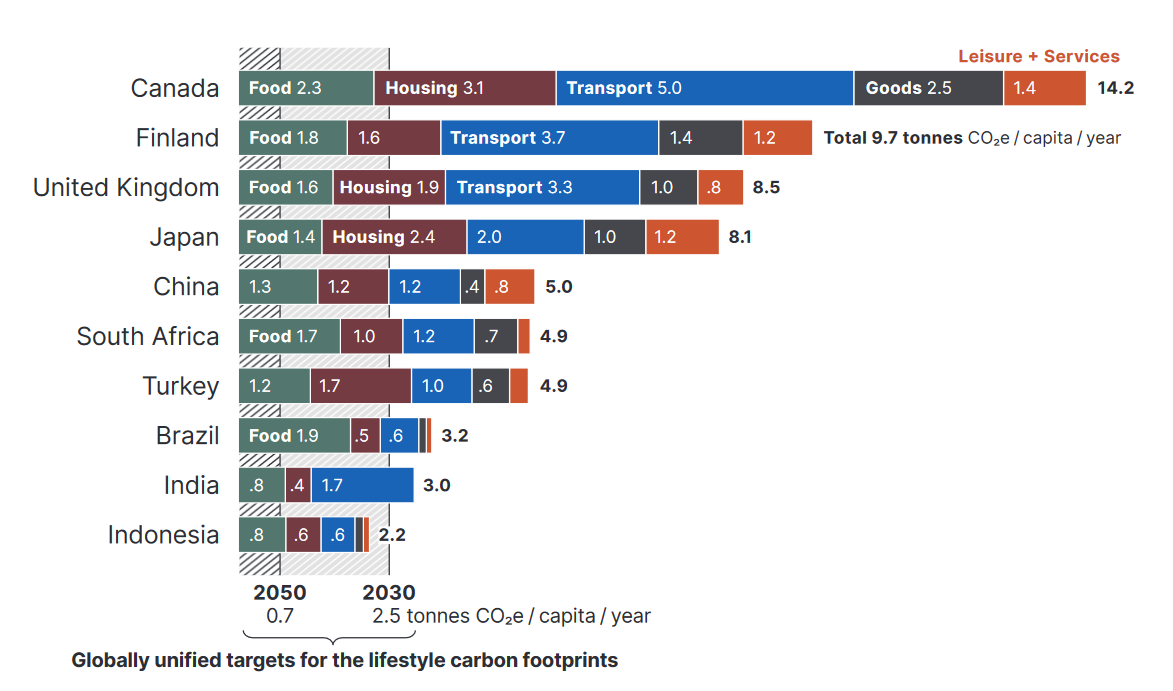 Leisure + Services
Canada Food 2.3 Housing 3.1 Transport 5.0 Goods 2.5 1.4 14.2
Finland Food 1.8 1.6 Transport 3.7 1.4 1.2 Total 9.7 tonnes CO₂e / capita / year
United Kingdom Food 1.6 Housing 1.9 Transport 3.3 1.0 .8 8.5
Japan Food 1.4 Housing 2.4 2.0 1.0 1.2 8.1
China 1.3 1.2 1.2 .4 .8 5.0
South Africa Food 1.7 1.0 1.2 .7 4.9
Turkey 1.2 1.7 1.0 .6 4.9
Brazil Food 1.9 .5 .6 3.2
India .8 .4 1.7 3.0
Indonesia .8 .6 .6 2.2
2050 2030
0.7 2.5 tonnes CO₂e / capita / year
Globally unified targets for the lifestyle carbon footprints